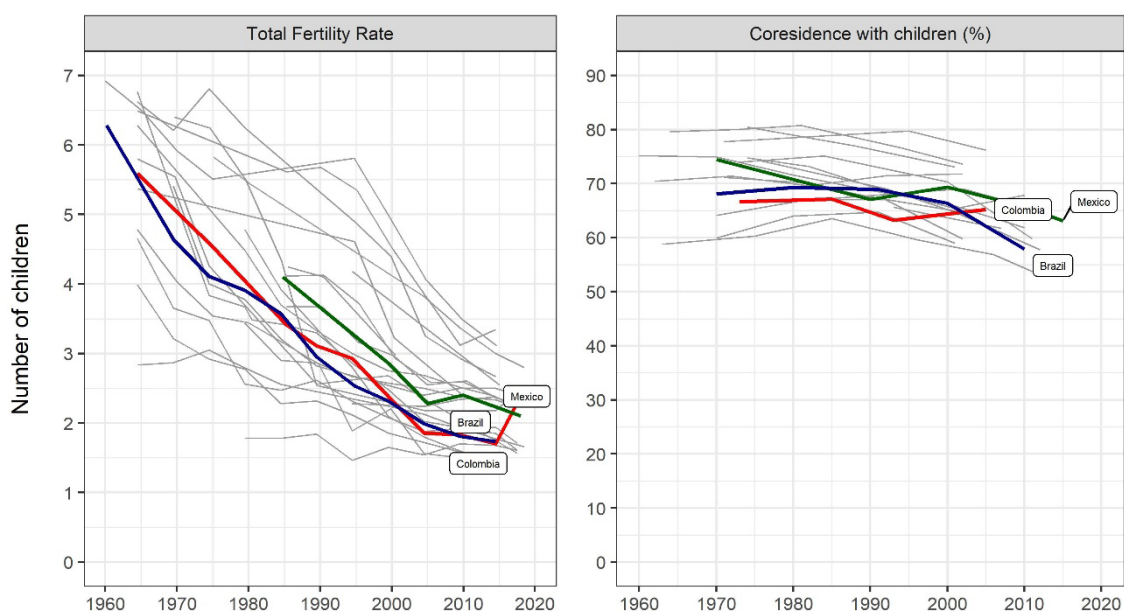 Total Fertility Rate
Coresidence with children (%)
Number of children
7
6
5
4
3
2
1
0
Mexico
Brazil
Colombia
1960 1970 1980 1990 2000 2010 2020
90
80
70
60
50
40
30
20
10
0
Mexico
Colombia
Brazil
1960 1970 1980 1990 2000 2010 2020